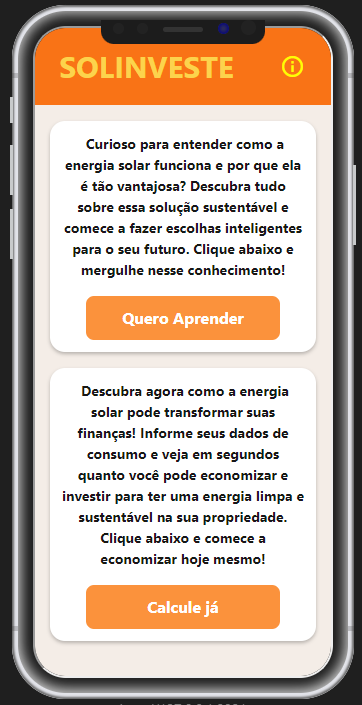 SOLINVESTE
Curioso para entender como a
energia solar funciona e por que ela
é tão vantajosa? Descubra tudo
sobre essa solução sustentável e
comece a fazer escolhas inteligentes
para o seu futuro. Clique abaixo e
mergulhe nesse conhecimento!
Quero Aprender
Descubra agora como a energia
solar pode transformar suas
finanças! Informe seus dados de
consumo e veja em segundos
quanto você pode economizar e
investir para ter uma energia limpa e
sustentável na sua propriedade.
Clique abaixo e comece a
economizar hoje mesmo!
Calcule já